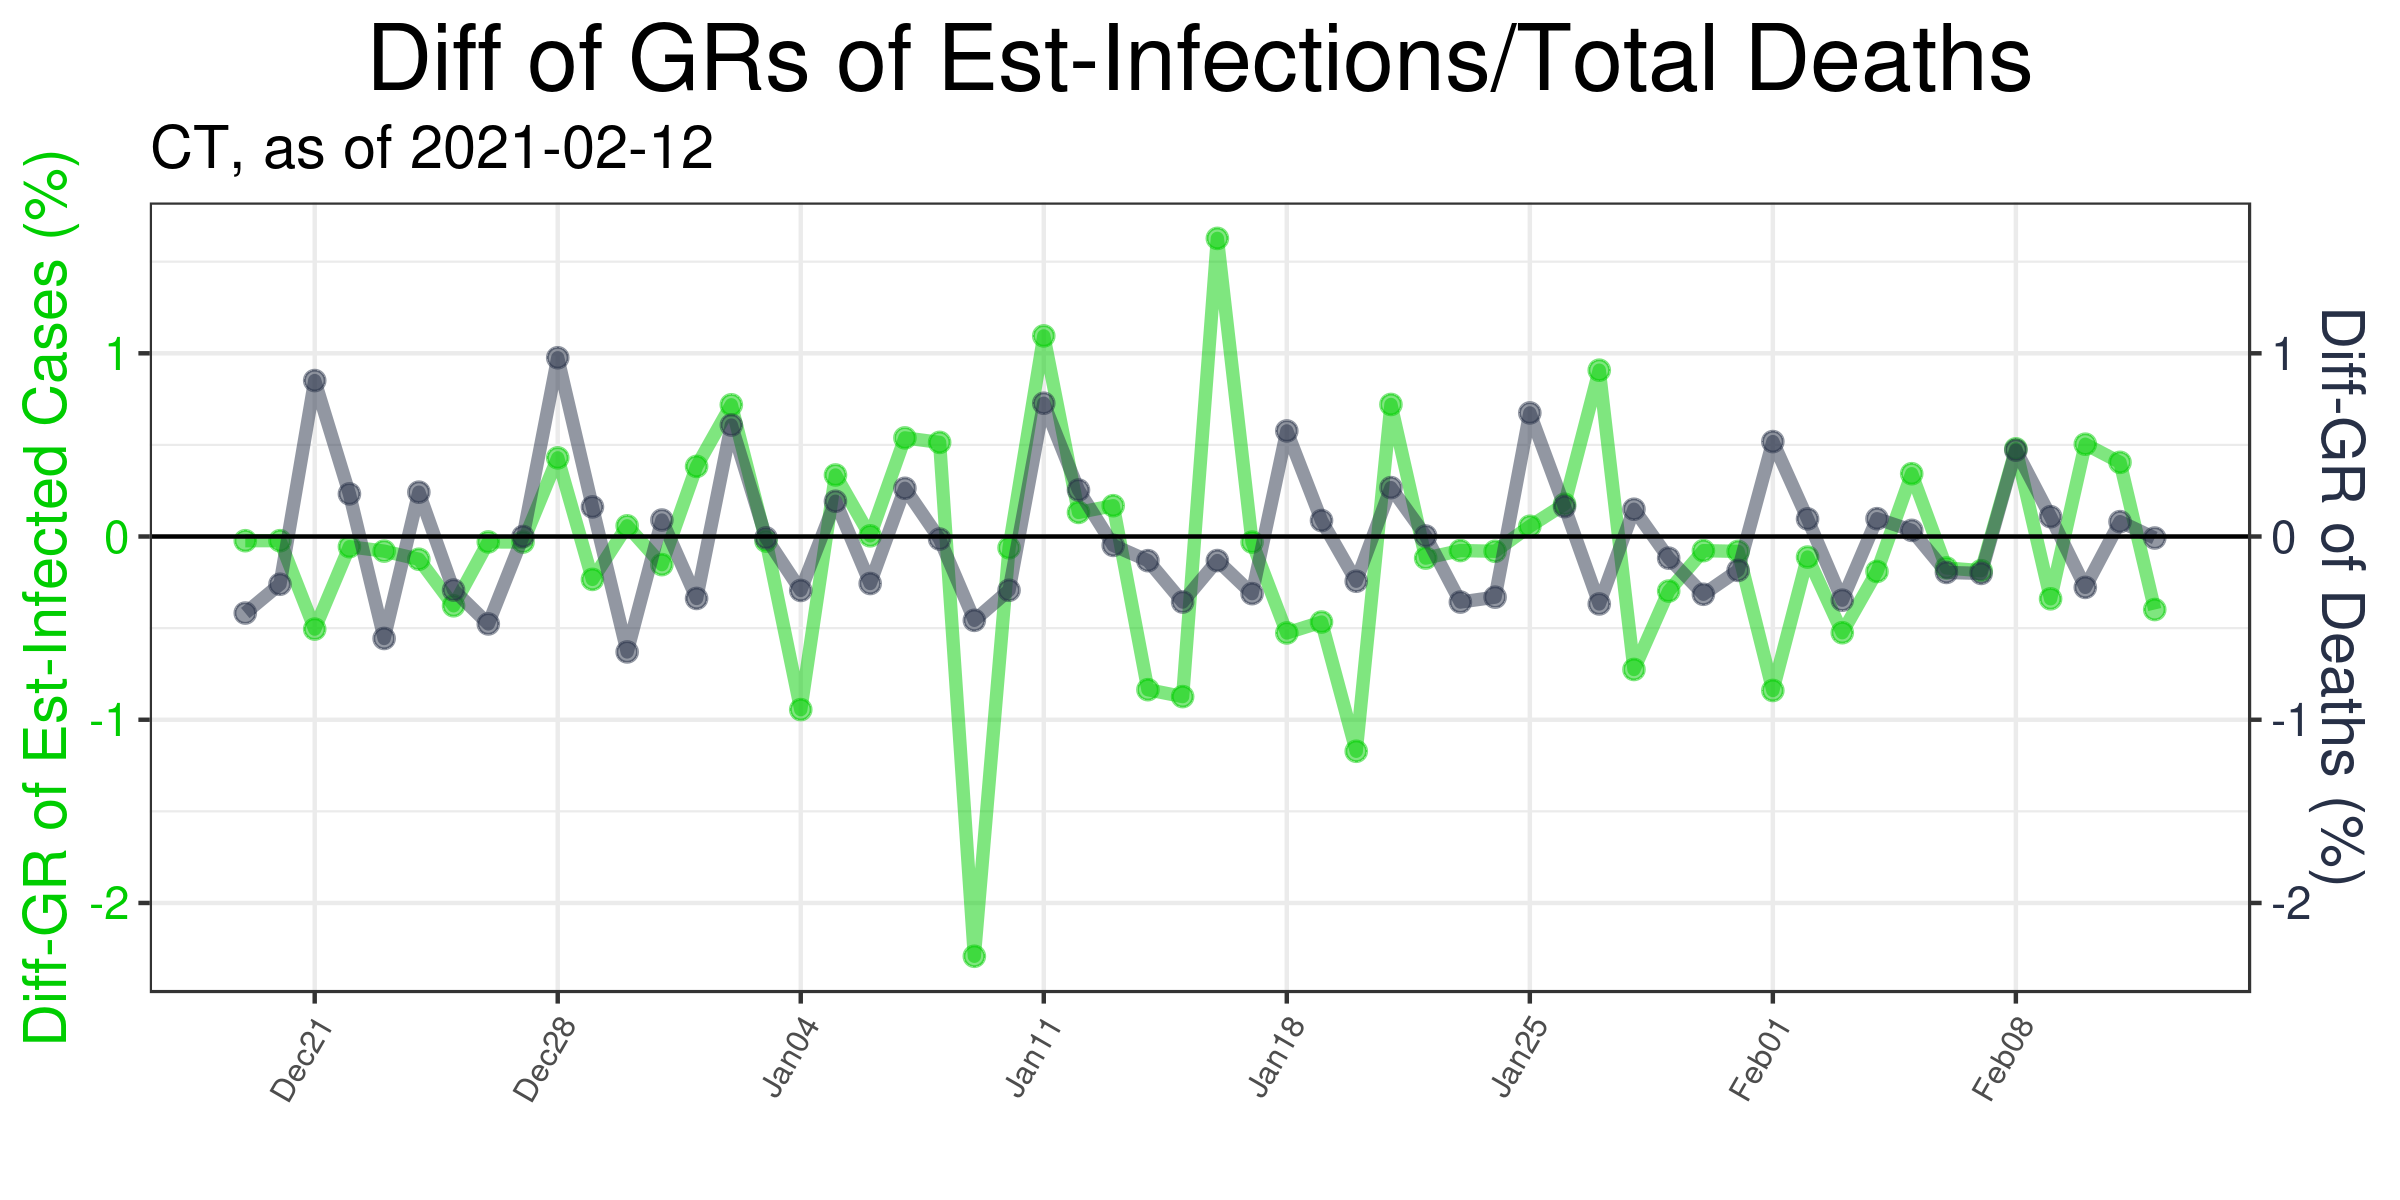 Diff of GRs of Est-Infections/Total Deaths
CT, as of 2021-02-12
Diff-GR of Est-Infected Cases (%)
1
0
-1
-2
1
0
-1
-2
Diff-GR of Deaths (%)
Dec21
Dec28
Jan04
Jan11
Jan18
Jan25
Feb01
Feb08